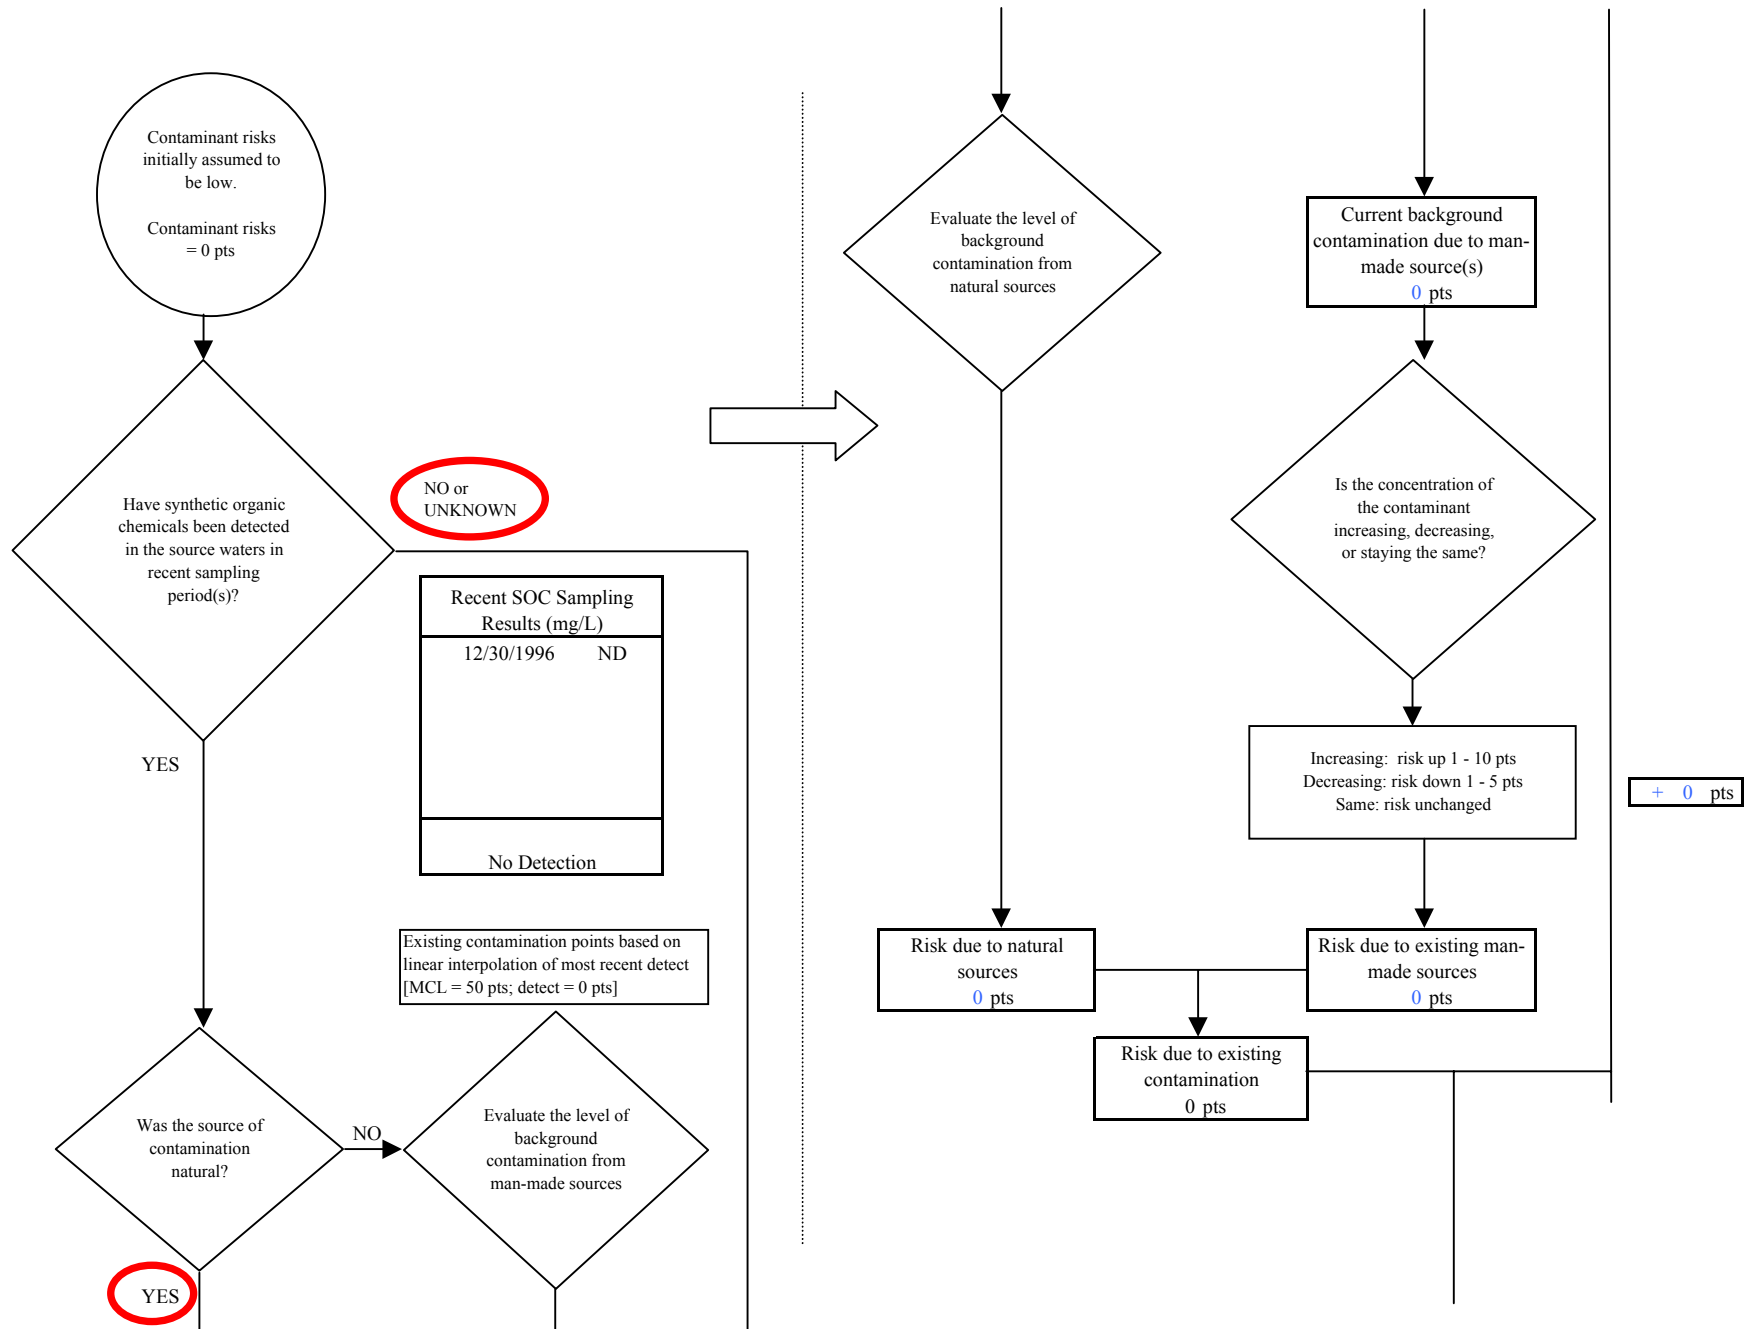 Contaminant risks
initially assumed to
be low.
Contaminant risks
= 0 pts
Have synthetic organic
chemicals been detected
in the source waters in
recent sampling
period(s)?
NO or
UNKNOWN
YES
Recent SOC Sampling
Results (mg/L)
12/30/1996 ND
No Detection
Existing contamination points based on
linear interpolation of most recent detect
[MCL = 50 pts; detect = 0 pts]
Was the source of
contamination
natural?
NO
Evaluate the level of
background
contamination from
man-made sources
YES
Evaluate the level of
background
contamination from
natural sources
Current background
contamination due to man-
made source(s)
0 pts
Is the concentration of
the contaminant
increasing, decreasing,
or staying the same?
Increasing: risk up 1 - 10 pts
Decreasing: risk down 1 - 5 pts
Same: risk unchanged
+ 0 pts
Risk due to natural
sources
0 pts
Risk due to existing man-
made sources
0 pts
Risk due to existing
contamination
0 pts